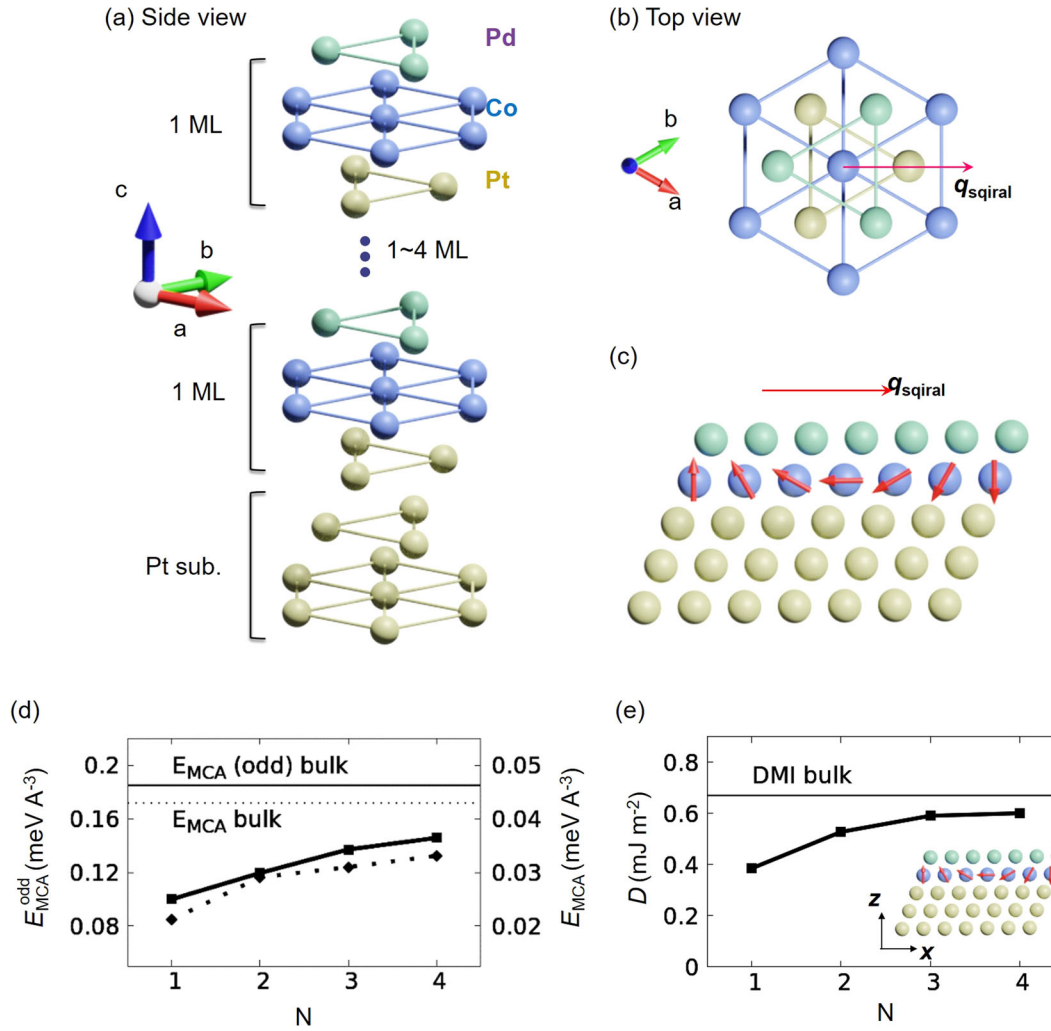 (a) Side view
Pd
1 ML
Co
Pt
c
b
a
1~4 ML
1 ML
Pt sub.
(b) Top view
b
a
q_sqiral
(c)
q_sqiral
(d)
0.2
0.16
0.12
0.08
E_MCA^odd (meV A^-3)
E_MCA (odd) bulk
E_MCA bulk
0.05
0.04
0.03
0.02
E_MCA (meV A^-3)
1 2 3 4
N
(e)
0.8
0.6
0.4
0.2
0
D (mJ m^-2)
DMI bulk
z
x
1 2 3 4
N